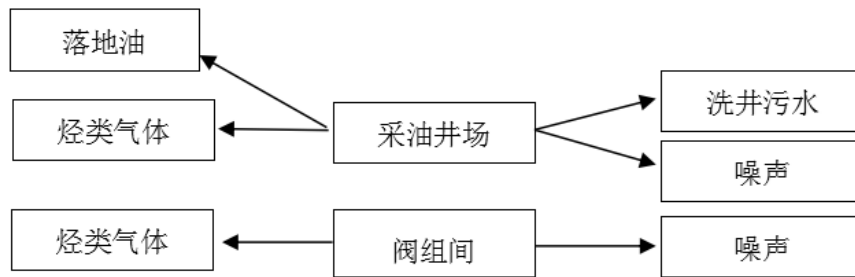 落地油
洗井污水
烃类气体
采油井场
噪声
烃类气体
阀组间
噪声